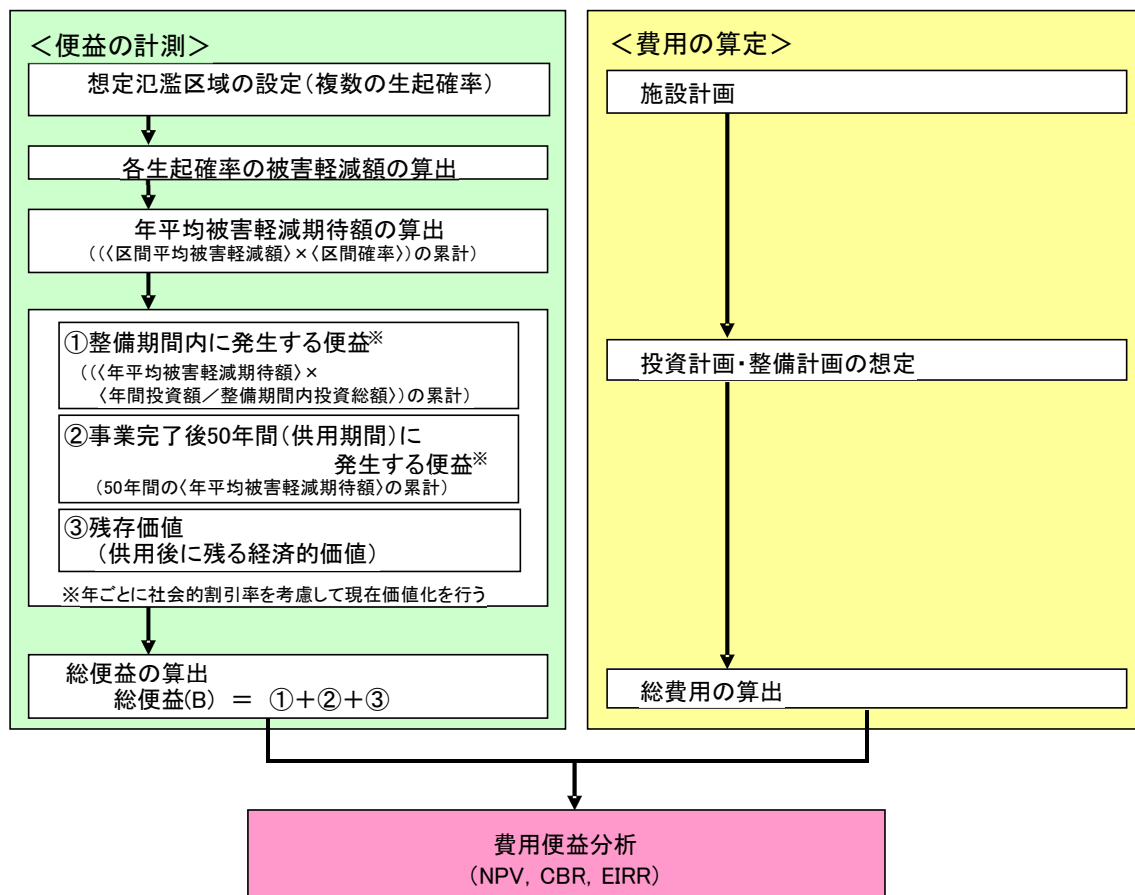 ＜便益の計測＞
想定氾濫区域の設定（複数の生起確率）
各生起確率の被害軽減額の算出
年平均被害軽減期待額の算出
（（〈区間平均被害軽減額〉×〈区間確率〉）の累計）
①整備期間内に発生する便益※
（（〈年平均被害軽減期待額〉×
〈年間投資額／整備期間内投資総額〉）の累計）
②事業完了後50年間（供用期間）に
発生する便益※
（50年間の〈年平均被害軽減期待額〉の累計）
③残存価値
（供用後に残る経済的価値）
※年ごとに社会的割引率を考慮して現在価値化を行う
総便益の算出
総便益(B) ＝ ①＋②＋③
＜費用の算定＞
施設計画
投資計画・整備計画の想定
総費用の算出
費用便益分析
（NPV，CBR，EIRR）